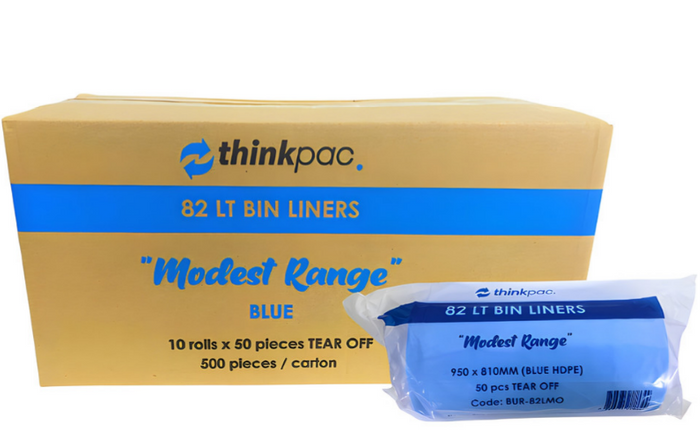 thinkpac.
82 LT BIN LINERS
"Modest Range"
BLUE
10 rolls x 50 pieces TEAR OFF
500 pieces / carton
thinkpac.
82 LT BIN LINERS
"Modest Range"
950 x 810MM (BLUE HDPE)
50 pcs TEAR OFF
Code: BUR-82LMO